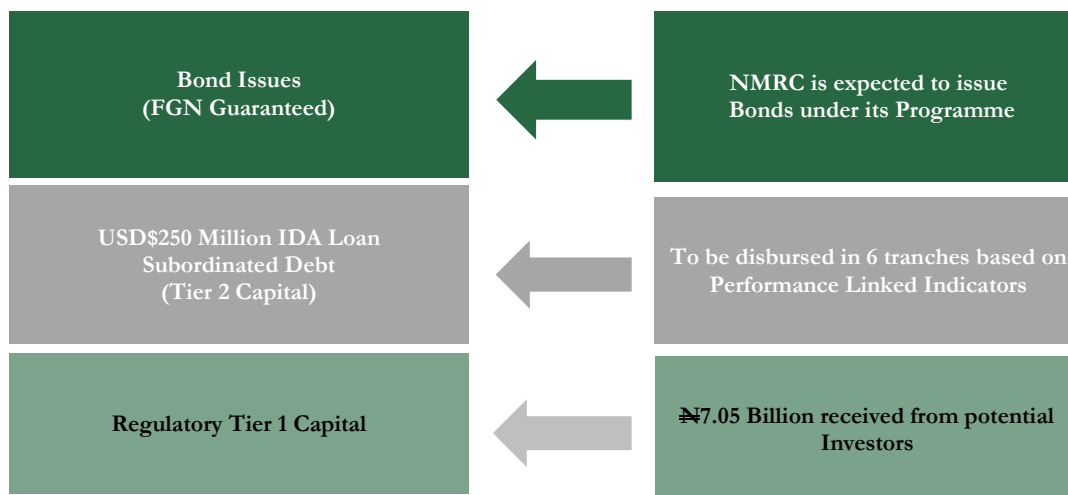 Bond Issues
(FGN Guaranteed)
NMRC is expected to issue
Bonds under its Programme
USD$250 Million IDA Loan
Subordinated Debt
(Tier 2 Capital)
To be disbursed in 6 tranches based on
Performance Linked Indicators
Regulatory Tier 1 Capital
₦7.05 Billion received from potential
Investors